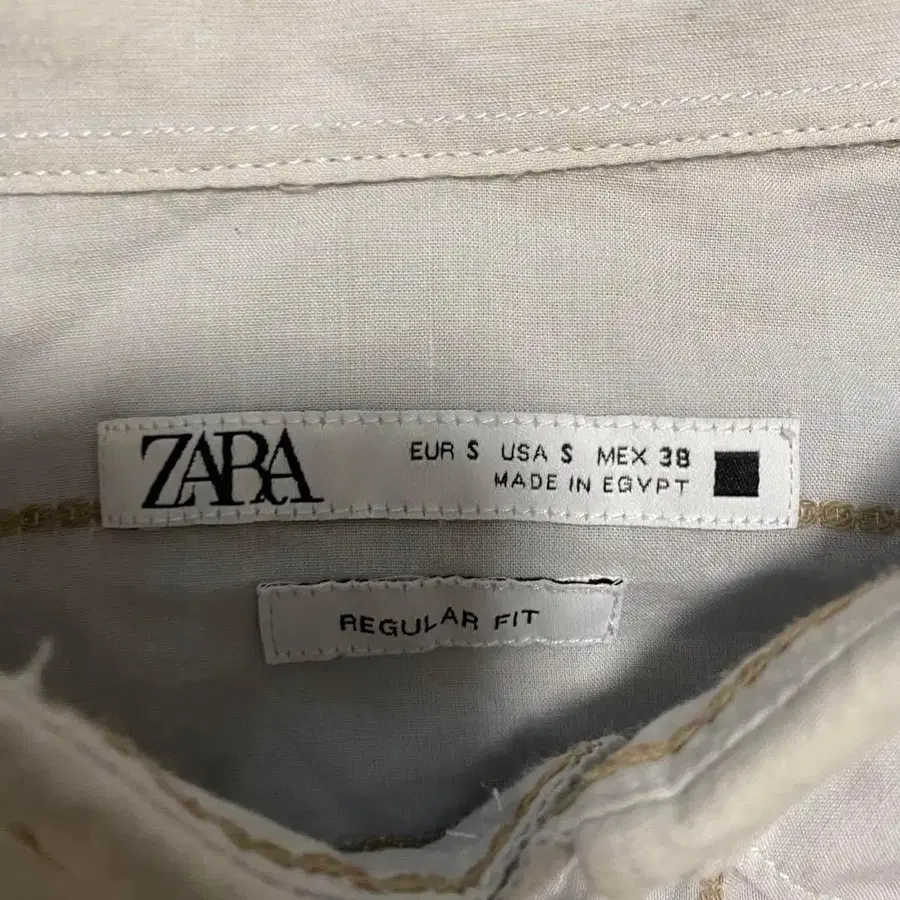 ZARA
EUR S USA S MEX 38
MADE IN EGYPT
REGULAR FIT